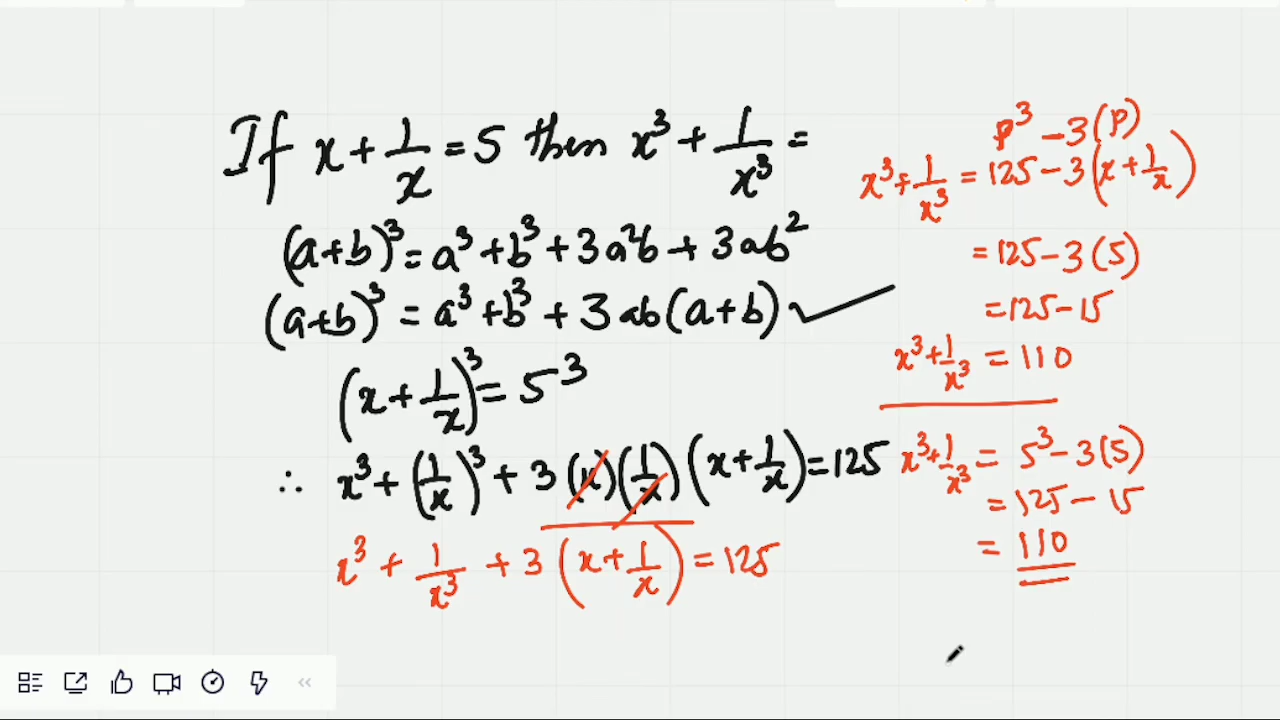 If x + 1/x = 5 then x³ + 1/x³ =
(a+b)³ = a³ + b³ + 3a²b + 3ab²
(a+b)³ = a³ + b³ + 3ab(a+b) ✓
(x + 1/x)³ = 5³
∴ x³ + (1/x)³ + 3(x)(1/x)(x + 1/x) = 125
x³ + 1/x³ + 3(x + 1/x) = 125
p³ − 3(p)
x³ + 1/x³ = 125 − 3(x + 1/x)
= 125 − 3(5)
= 125 − 15
x³ + 1/x³ = 110
x³ + 1/x³ = 5³ − 3(5)
= 125 − 15
= 110